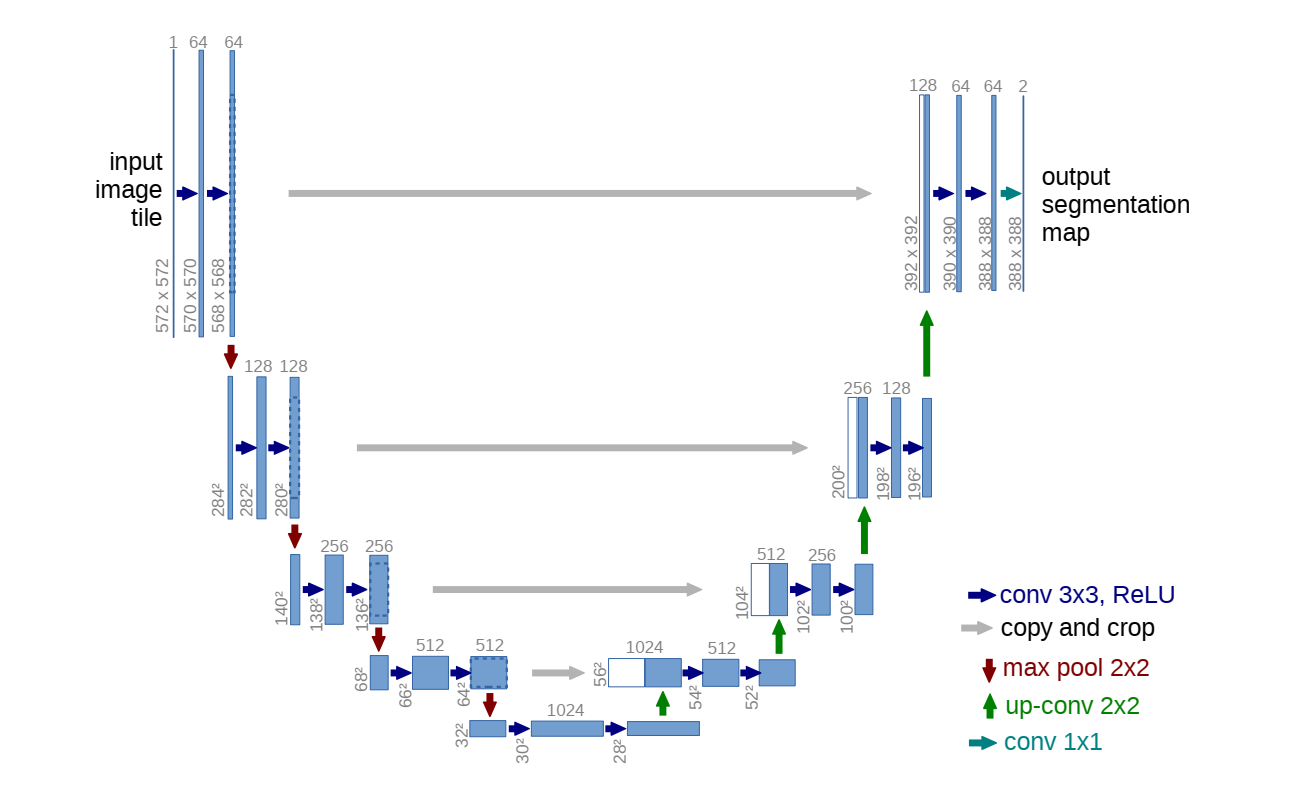 1 64 64
input
image
tile
572 x 572
570 x 570
568 x 568
128 64 64 2
output
segmentation
map
392 x 392
390 x 390
388 x 388
388 x 388
128 128
284²
282²
280²
256 128
200²
198²
196²
256 256
140²
138²
136²
512 256
104²
102²
100²
512 512
68²
66²
64²
1024 512
56²
54²
52²
1024
32²
30²
28²
conv 3x3, ReLU
copy and crop
max pool 2x2
up-conv 2x2
conv 1x1